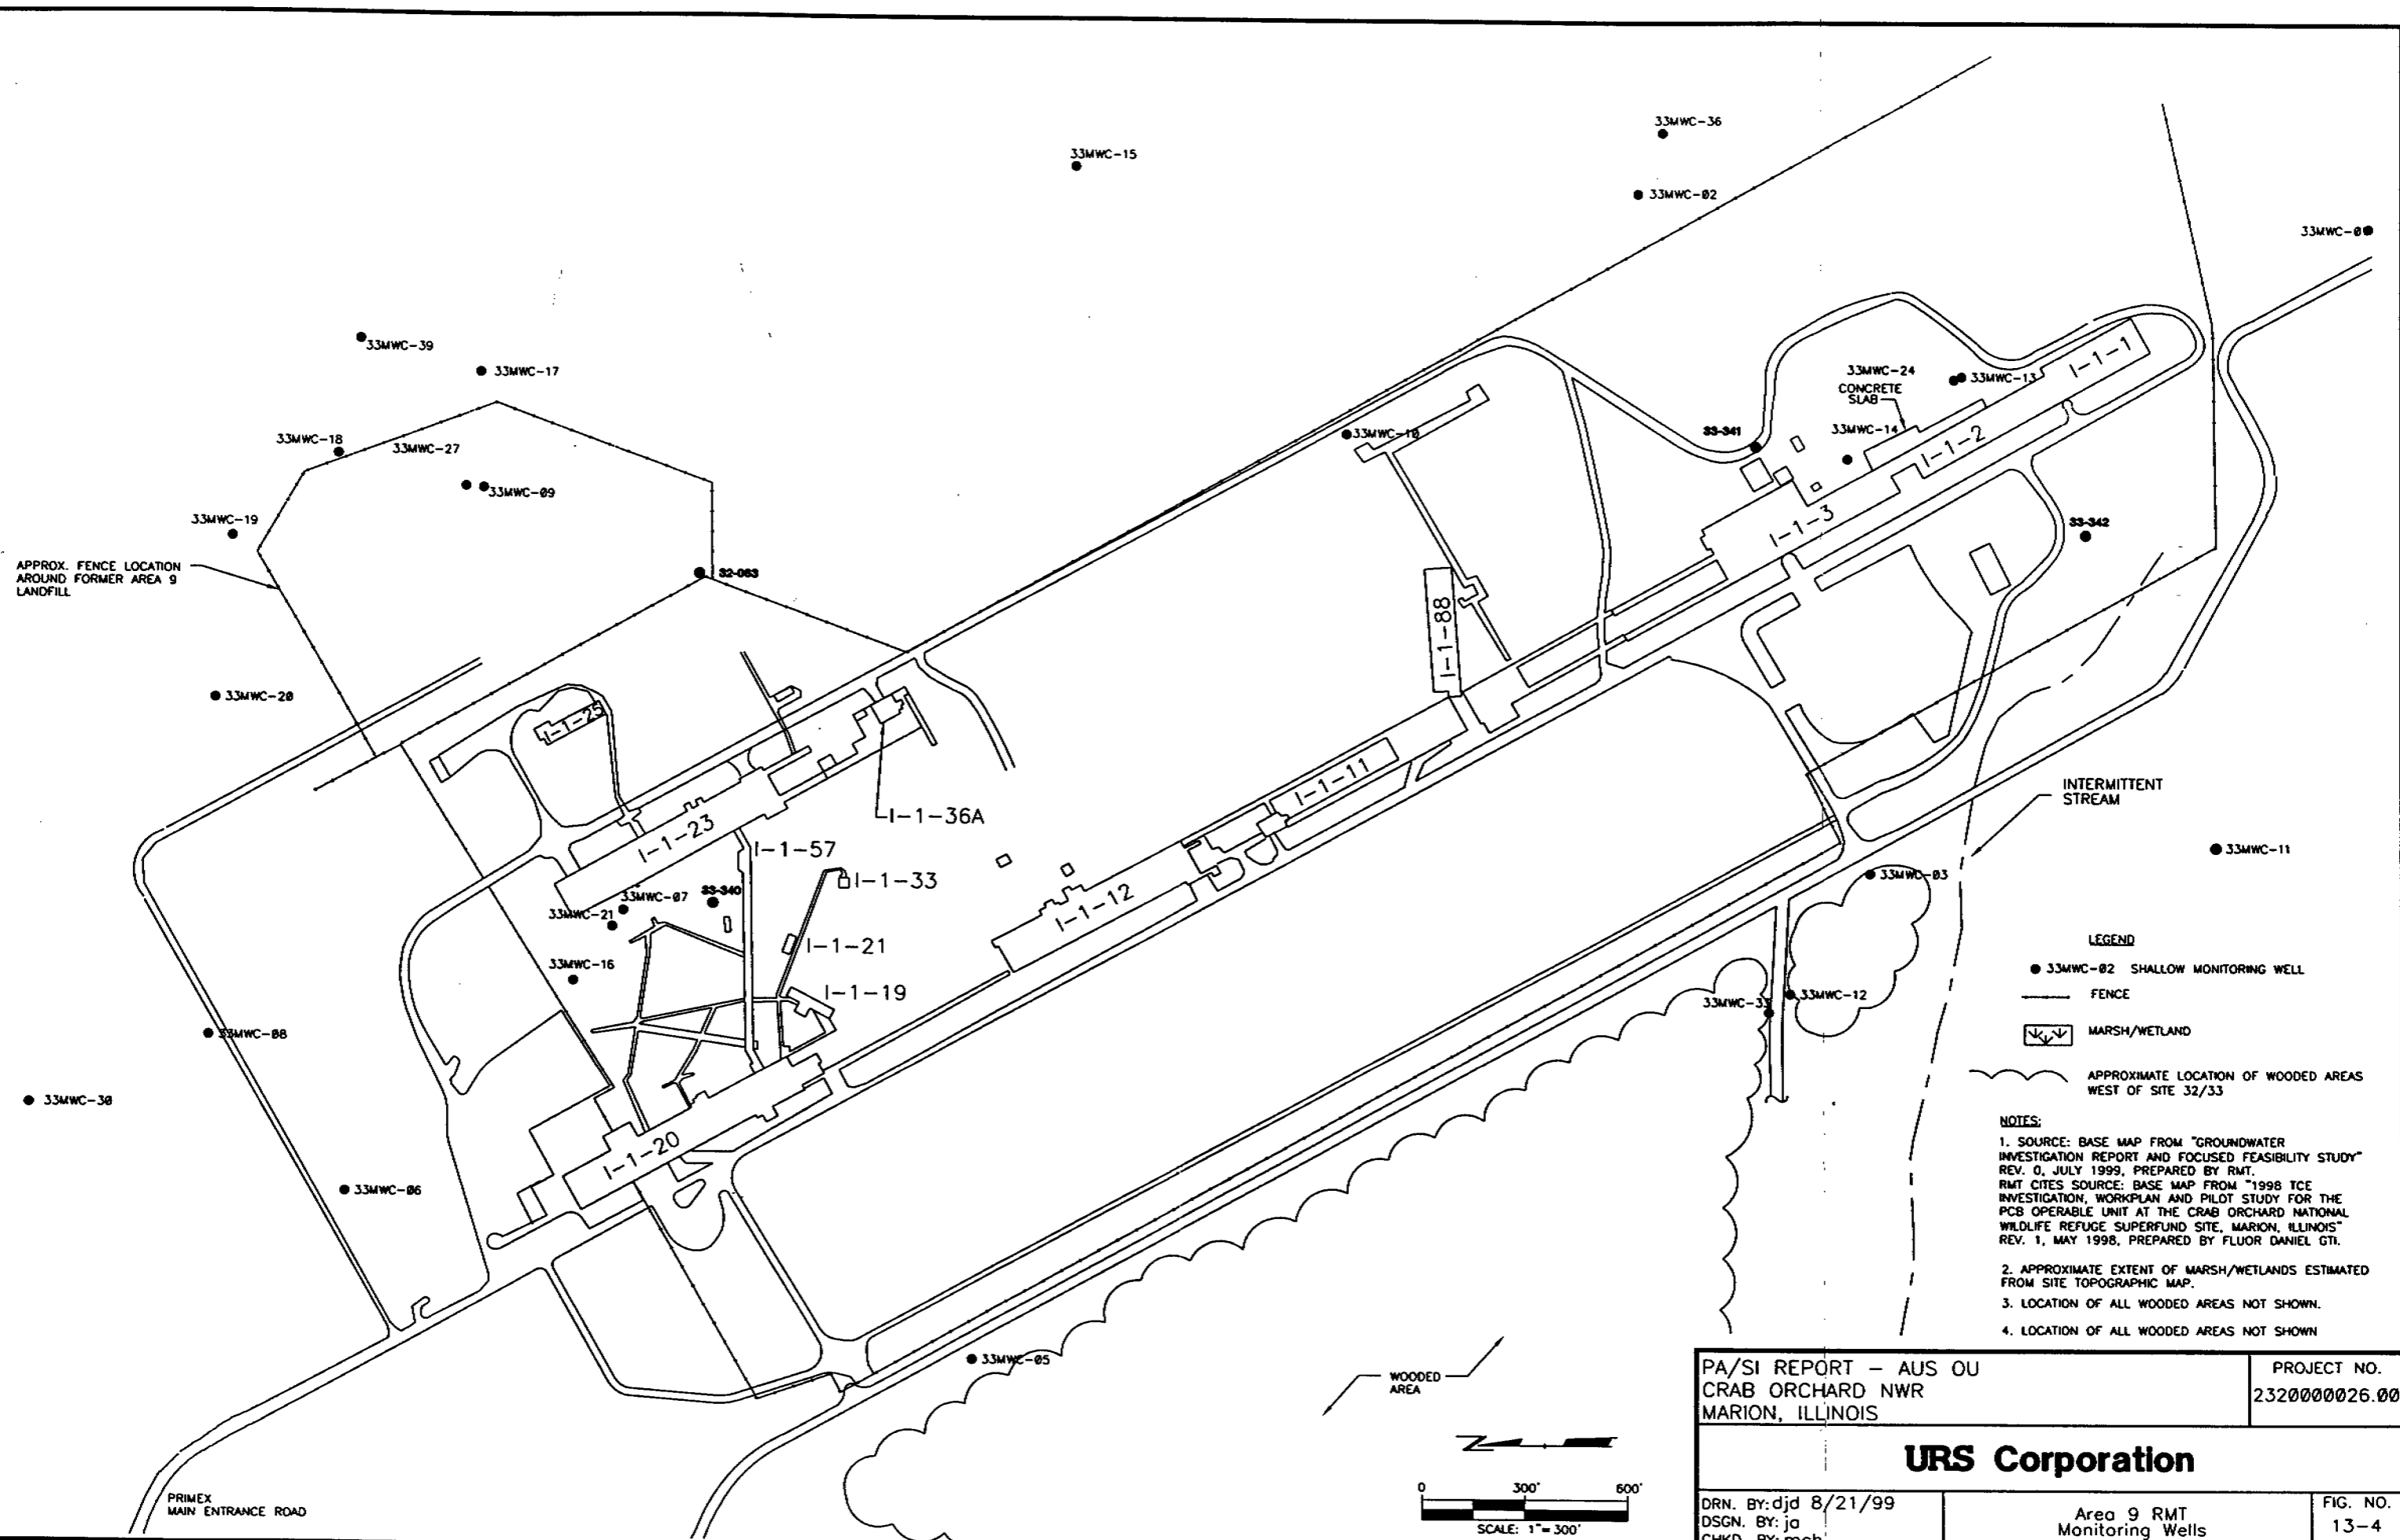 33MWC-36
33MWC-15
33MWC-02
33MWC-0
33MWC-39
33MWC-17
33MWC-24
33MWC-13
CONCRETE
SLAB
I-1-1
33MWC-18
33MWC-27
33MWC-10
33-341
33MWC-14
I-1-2
33MWC-09
33MWC-19
I-1-3
33-342
APPROX. FENCE LOCATION
AROUND FORMER AREA 9
LANDFILL
32-063
I-1-88
33MWC-20
I-1-25
I-1-11
INTERMITTENT
STREAM
I-1-36A
I-1-23
I-1-57
33MWC-11
I-1-33
33MWC-03
33-340
33MWC-07
33MWC-21
I-1-12
I-1-21
33MWC-16
I-1-19
33MWC-12
33MWC-33
33MWC-08
33MWC-30
I-1-20
33MWC-06
33MWC-05
WOODED
AREA
LEGEND
33MWC-02 SHALLOW MONITORING WELL
FENCE
MARSH/WETLAND
APPROXIMATE LOCATION OF WOODED AREAS
WEST OF SITE 32/33
NOTES:
1. SOURCE: BASE MAP FROM "GROUNDWATER
INVESTIGATION REPORT AND FOCUSED FEASIBILITY STUDY"
REV. 0, JULY 1999, PREPARED BY RMT.
RMT CITES SOURCE: BASE MAP FROM "1998 TCE
INVESTIGATION, WORKPLAN AND PILOT STUDY FOR THE
PCB OPERABLE UNIT AT THE CRAB ORCHARD NATIONAL
WILDLIFE REFUGE SUPERFUND SITE, MARION, ILLINOIS"
REV. 1, MAY 1998, PREPARED BY FLUOR DANIEL GTI.
2. APPROXIMATE EXTENT OF MARSH/WETLANDS ESTIMATED
FROM SITE TOPOGRAPHIC MAP.
3. LOCATION OF ALL WOODED AREAS NOT SHOWN.
4. LOCATION OF ALL WOODED AREAS NOT SHOWN
PRIMEX
MAIN ENTRANCE ROAD
Z
0 300' 600'
SCALE: 1"= 300'
PA/SI REPORT – AUS OU
CRAB ORCHARD NWR
MARION, ILLINOIS
PROJECT NO.
2320000026.00
URS Corporation
DRN. BY: djd 8/21/99
DSGN. BY: ja
CHKD. BY:
Area 9 RMT
Monitoring Wells
FIG. NO.
13-4